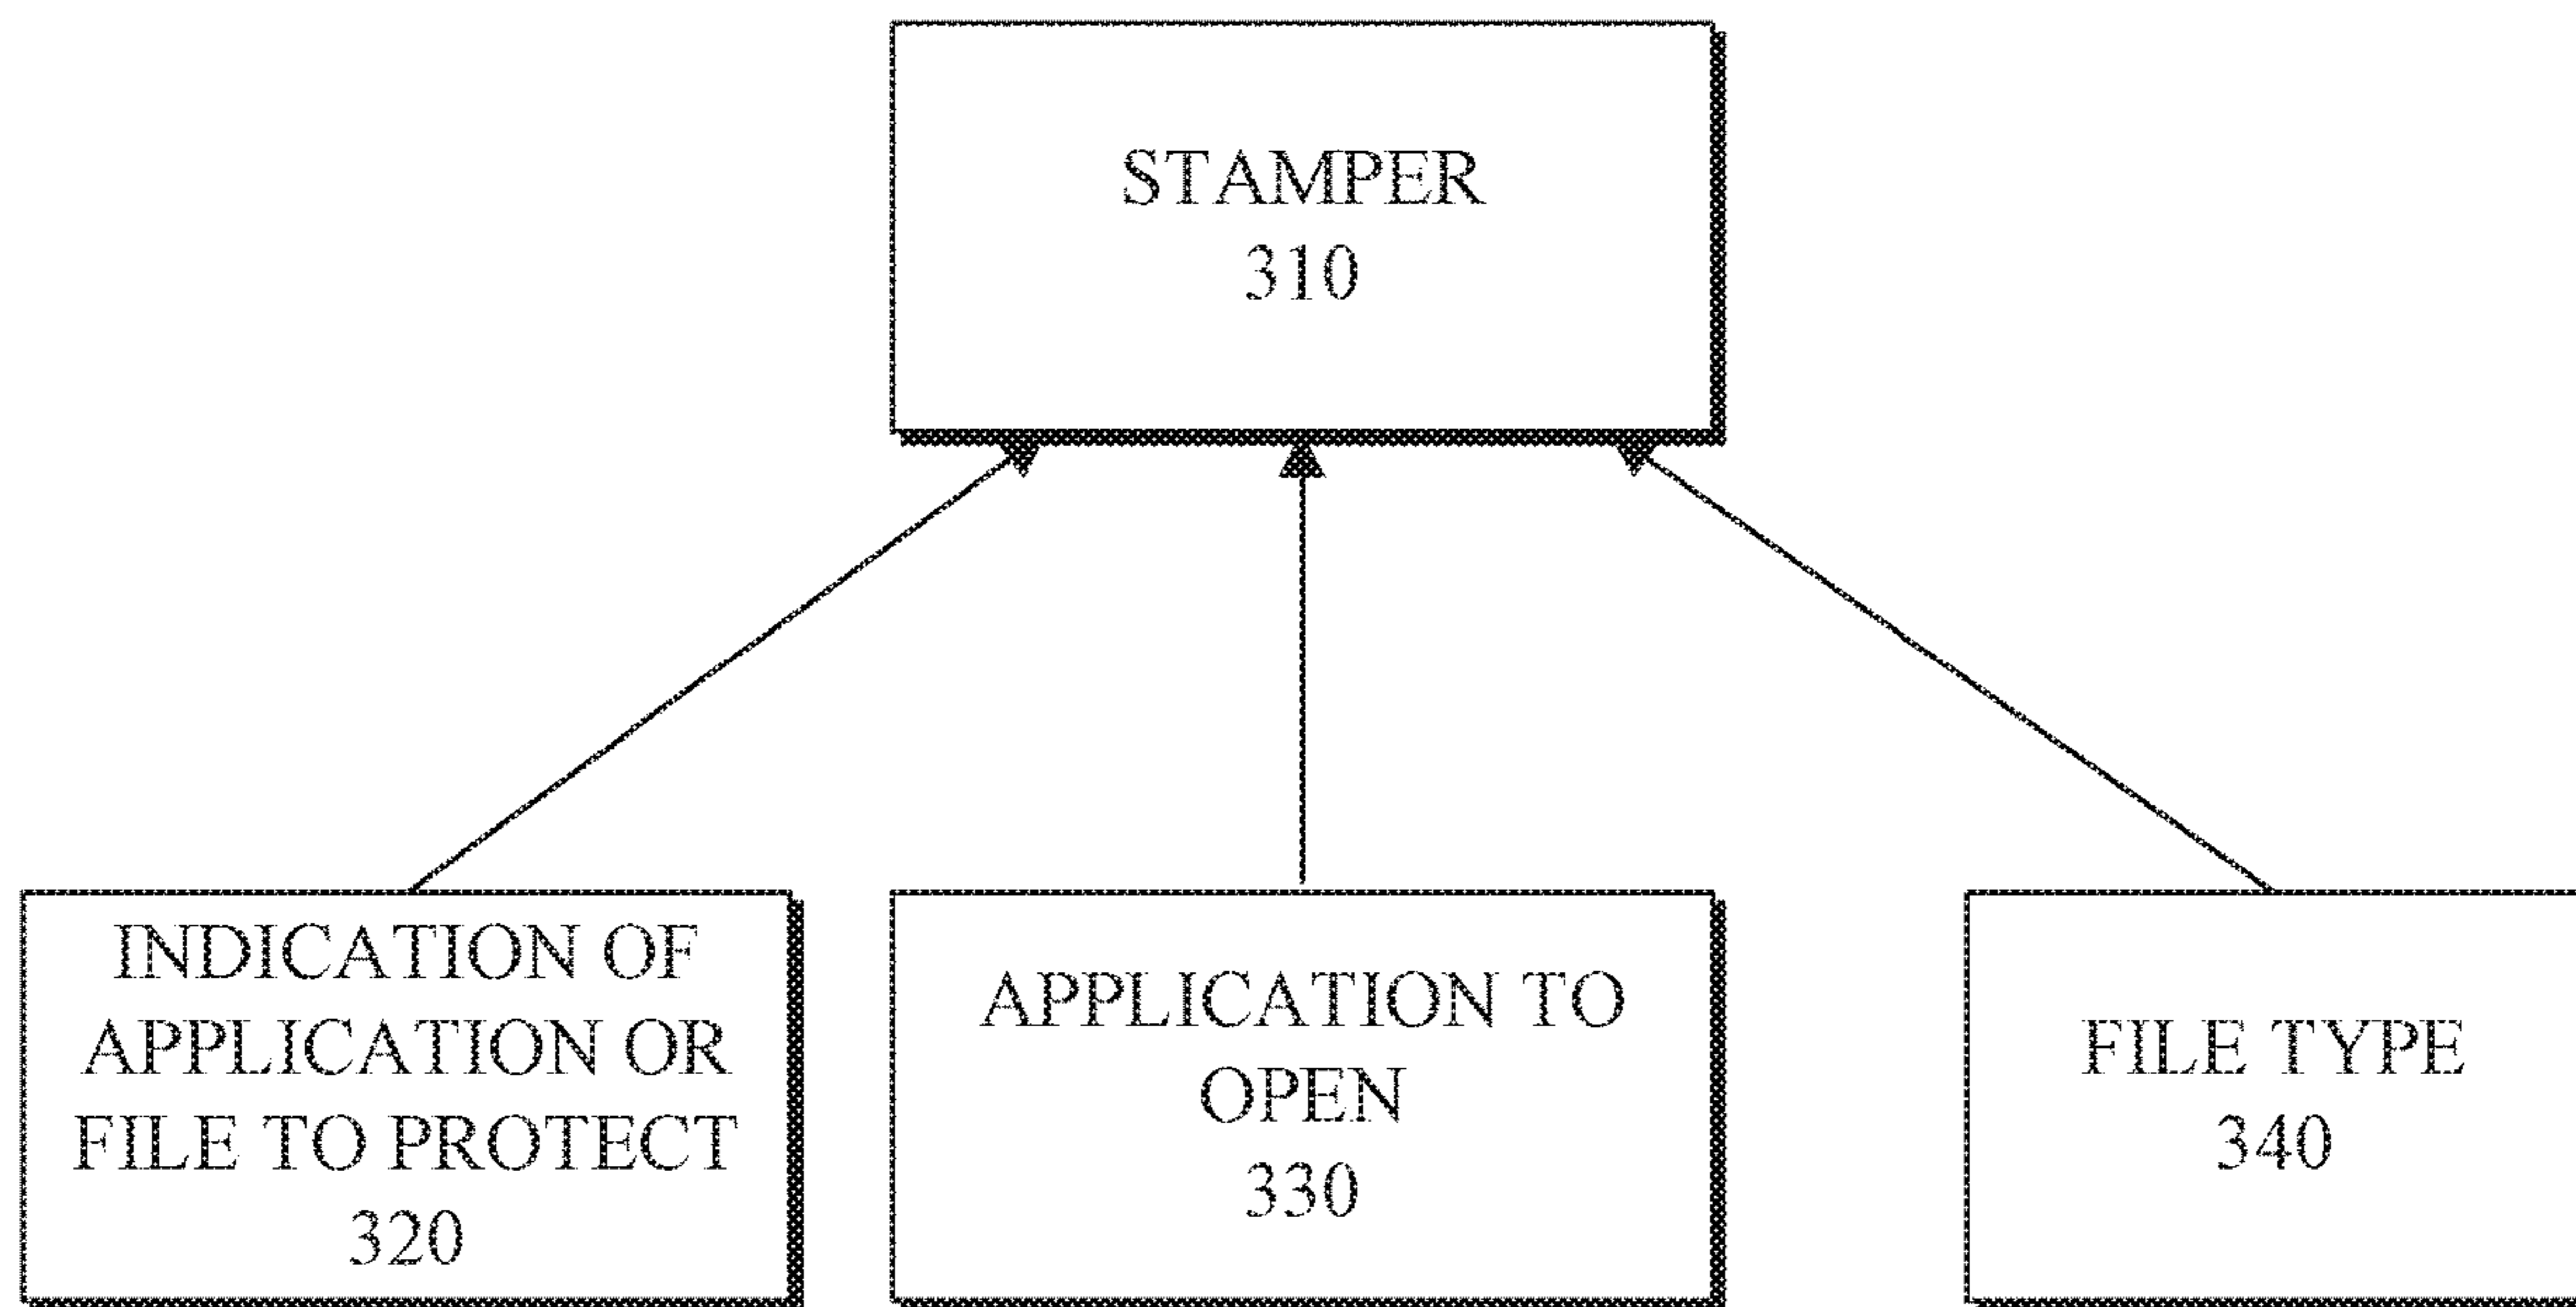 STAMPER
310
INDICATION OF
APPLICATION OR
FILE TO PROTECT
320
APPLICATION TO
OPEN
330
FILE TYPE
340